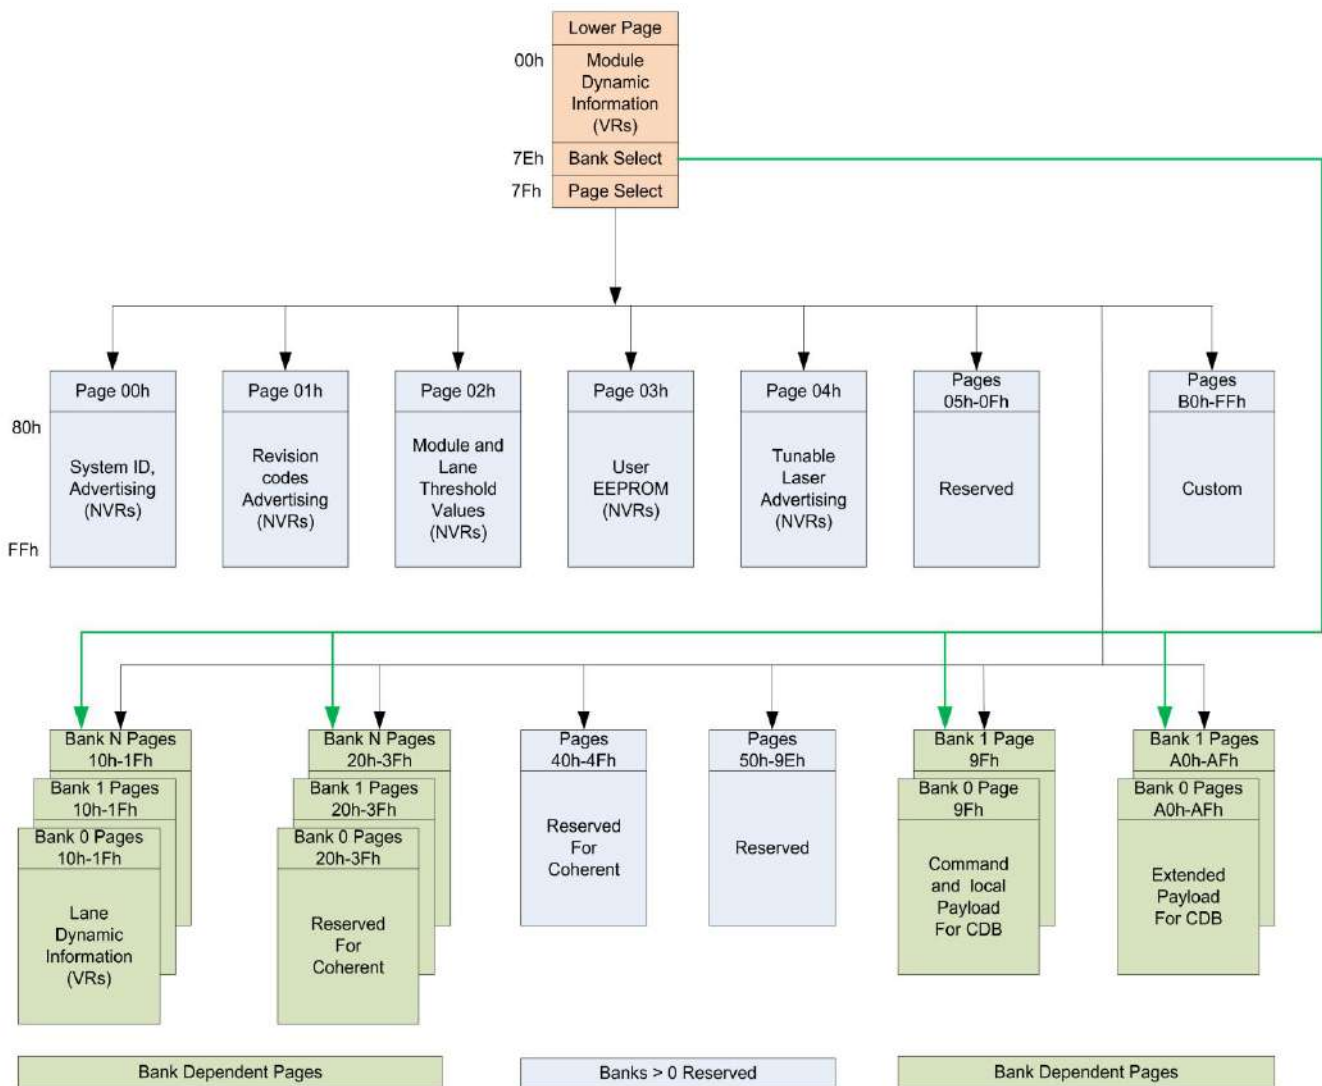 Lower Page
00h
Module
Dynamic
Information
(VRs)
7Eh
Bank Select
7Fh
Page Select
Page 00h
80h
System ID,
Advertising
(NVRs)
FFh
Page 01h
Revision
codes
Advertising
(NVRs)
Page 02h
Module and
Lane
Threshold
Values
(NVRs)
Page 03h
User
EEPROM
(NVRs)
Page 04h
Tunable
Laser
Advertising
(NVRs)
Pages
05h-0Fh
Reserved
Pages
B0h-FFh
Custom
Bank N Pages
10h-1Fh
Bank 1 Pages
10h-1Fh
Bank 0 Pages
10h-1Fh
Lane
Dynamic
Information
(VRs)
Bank N Pages
20h-3Fh
Bank 1 Pages
20h-3Fh
Bank 0 Pages
20h-3Fh
Reserved
For
Coherent
Pages
40h-4Fh
Reserved
For
Coherent
Pages
50h-9Eh
Reserved
Bank 1 Page
9Fh
Bank 0 Page
9Fh
Command
and local
Payload
For CDB
Bank 1 Pages
A0h-AFh
Bank 0 Pages
A0h-AFh
Extended
Payload
For CDB
Bank Dependent Pages
Banks > 0 Reserved
Bank Dependent Pages